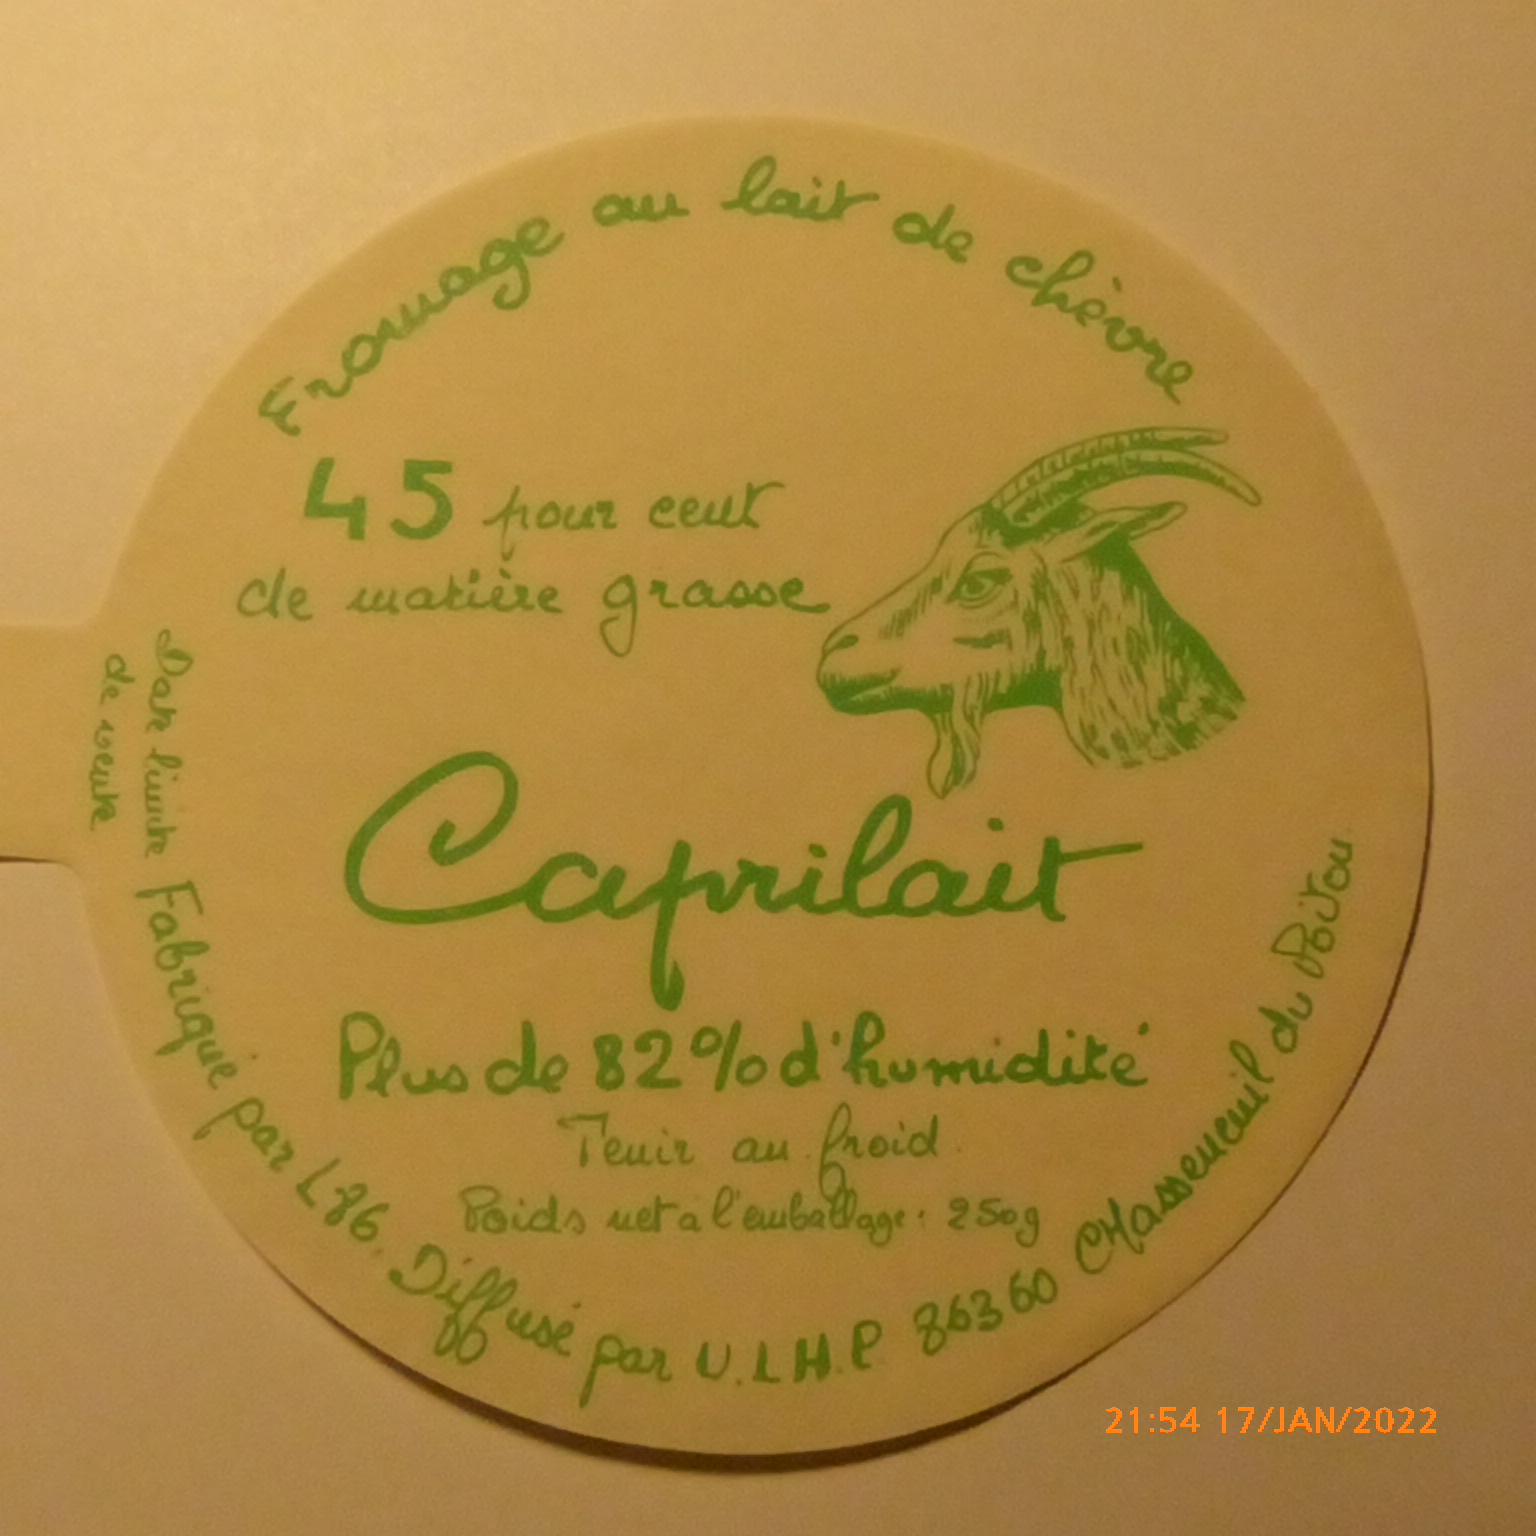 Fromage au lait de chèvre
45 pour cent
de matière grasse
Date limite
de vente
Caprilait
Plus de 82% d'humidité
Tenir au froid
Poids net à l'emballage: 250g
Fabriqué par L86. Diffusé par U.L.H.P. 86360 CHasseneuil du Poitou
21:54 17/JAN/2022